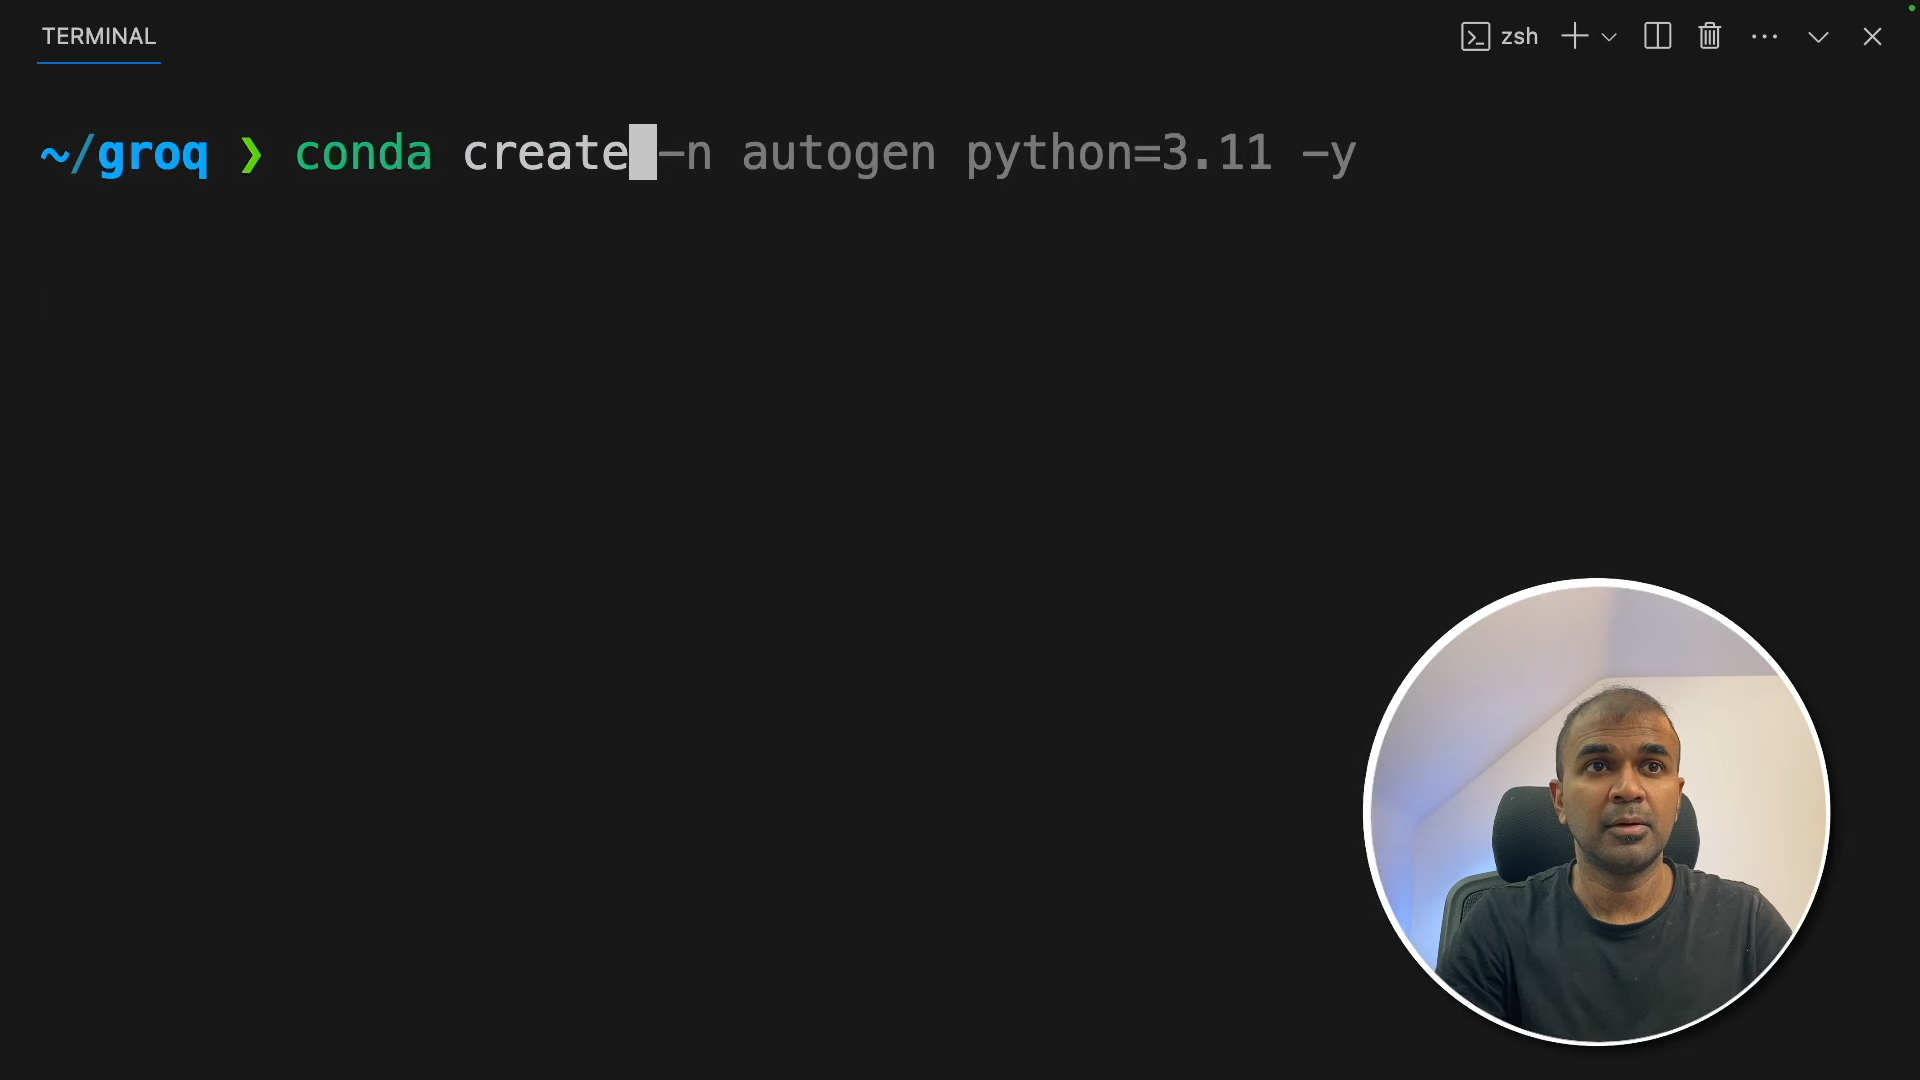 TERMINAL
zsh
~/groq ❯ conda create -n autogen python=3.11 -y